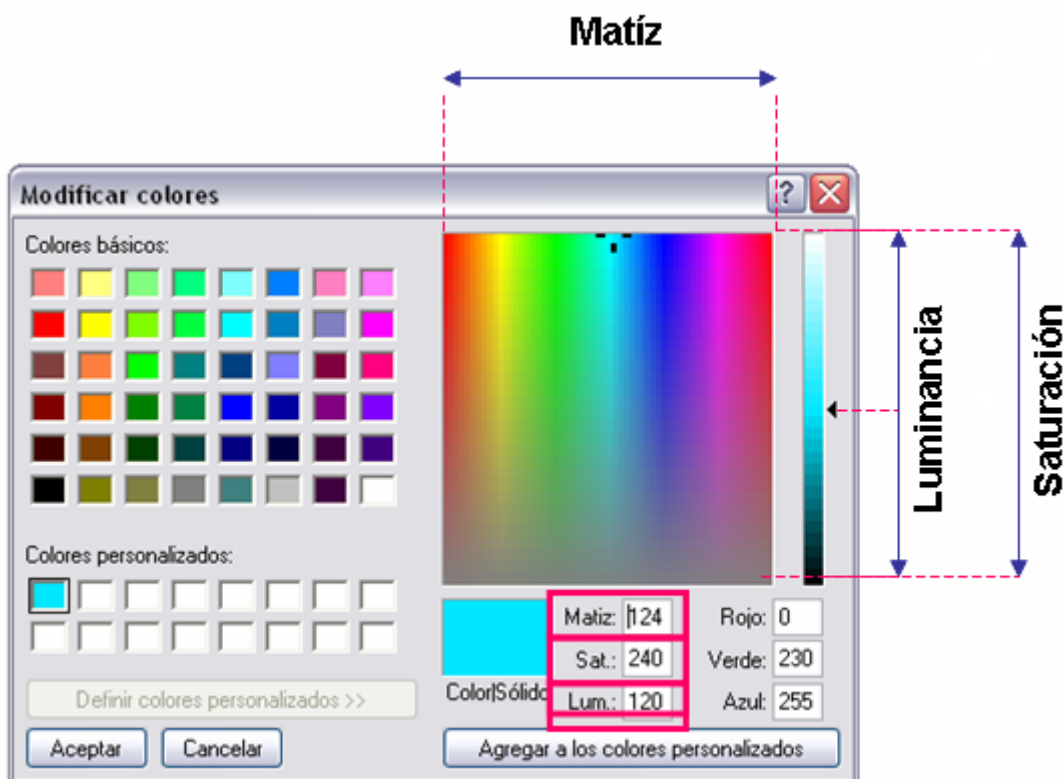 Matíz
Modificar colores
?
Colores básicos:
Luminancia
Saturación
Colores personalizados:
Matiz: 124
Rojo: 0
Sat.: 240
Verde: 230
Color|Sólido
Lum.: 120
Azul: 255
Definir colores personalizados >>
Aceptar
Cancelar
Agregar a los colores personalizados